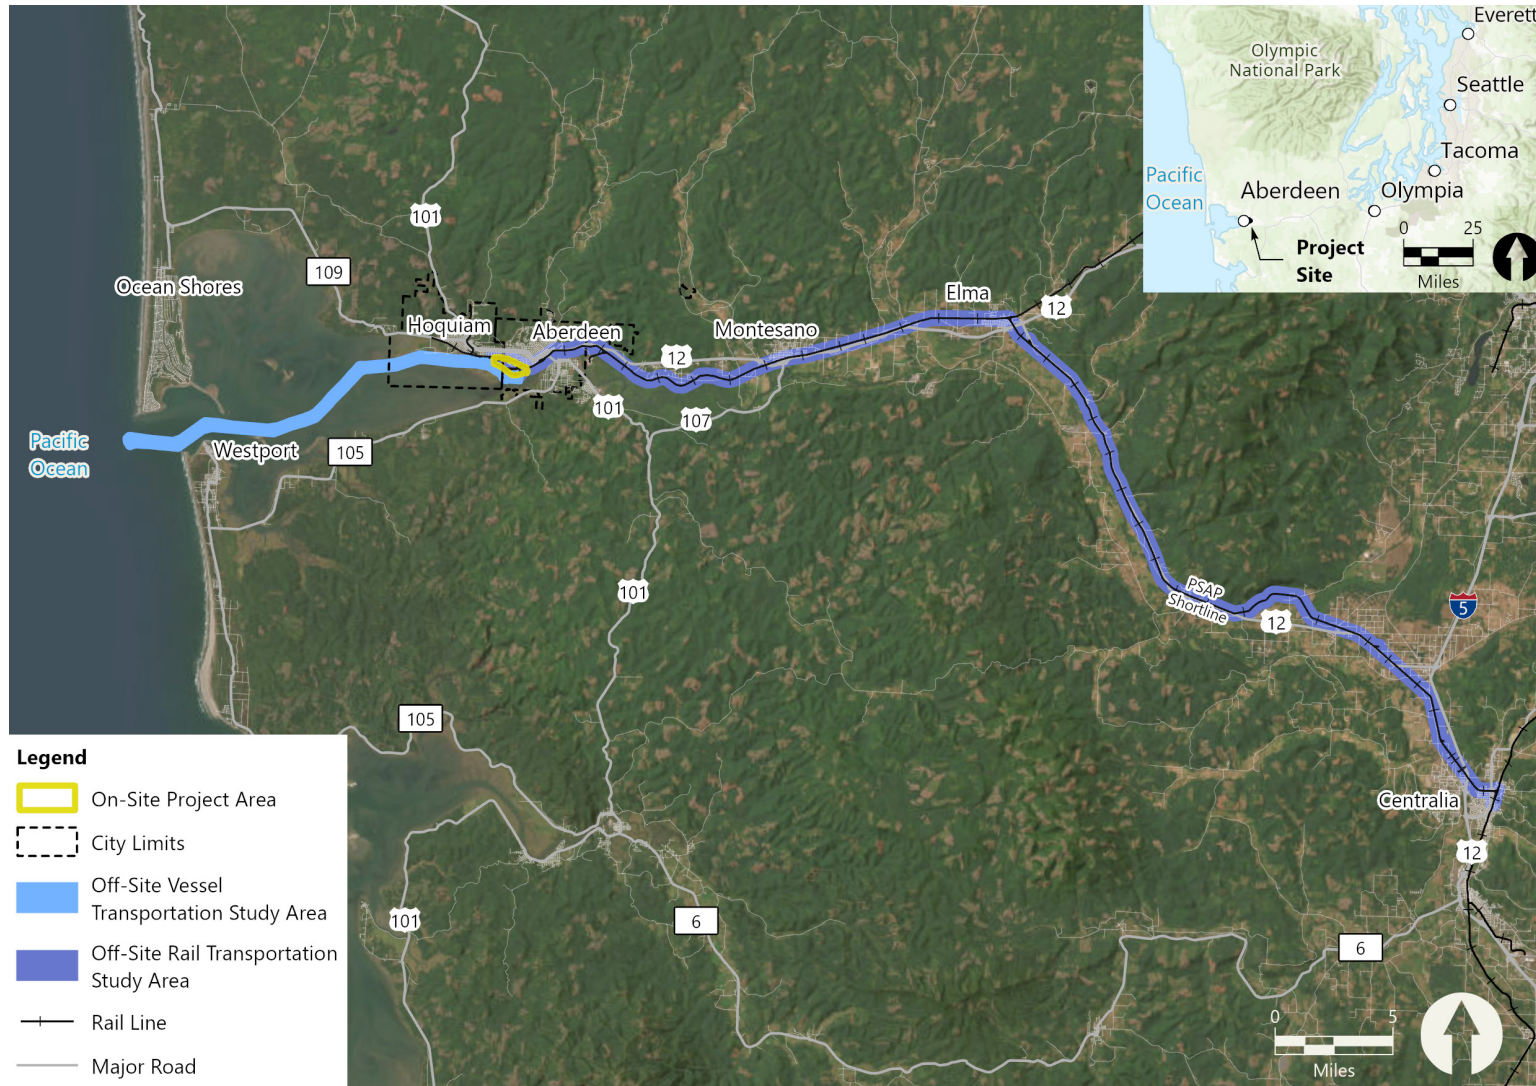 Everett
Olympic
National Park
Seattle
Tacoma
Pacific
Ocean
Aberdeen
Olympia
Project
Site
0 25
Miles
101
109
Ocean Shores
Hoquiam
Aberdeen
Montesano
Elma
12
12
101
107
Pacific
Ocean
Westport
105
101
PSAP
Shortline
12
5
105
Centralia
12
101
6
6
0 5
Miles
Legend
On-Site Project Area
City Limits
Off-Site Vessel
Transportation Study Area
Off-Site Rail Transportation
Study Area
Rail Line
Major Road